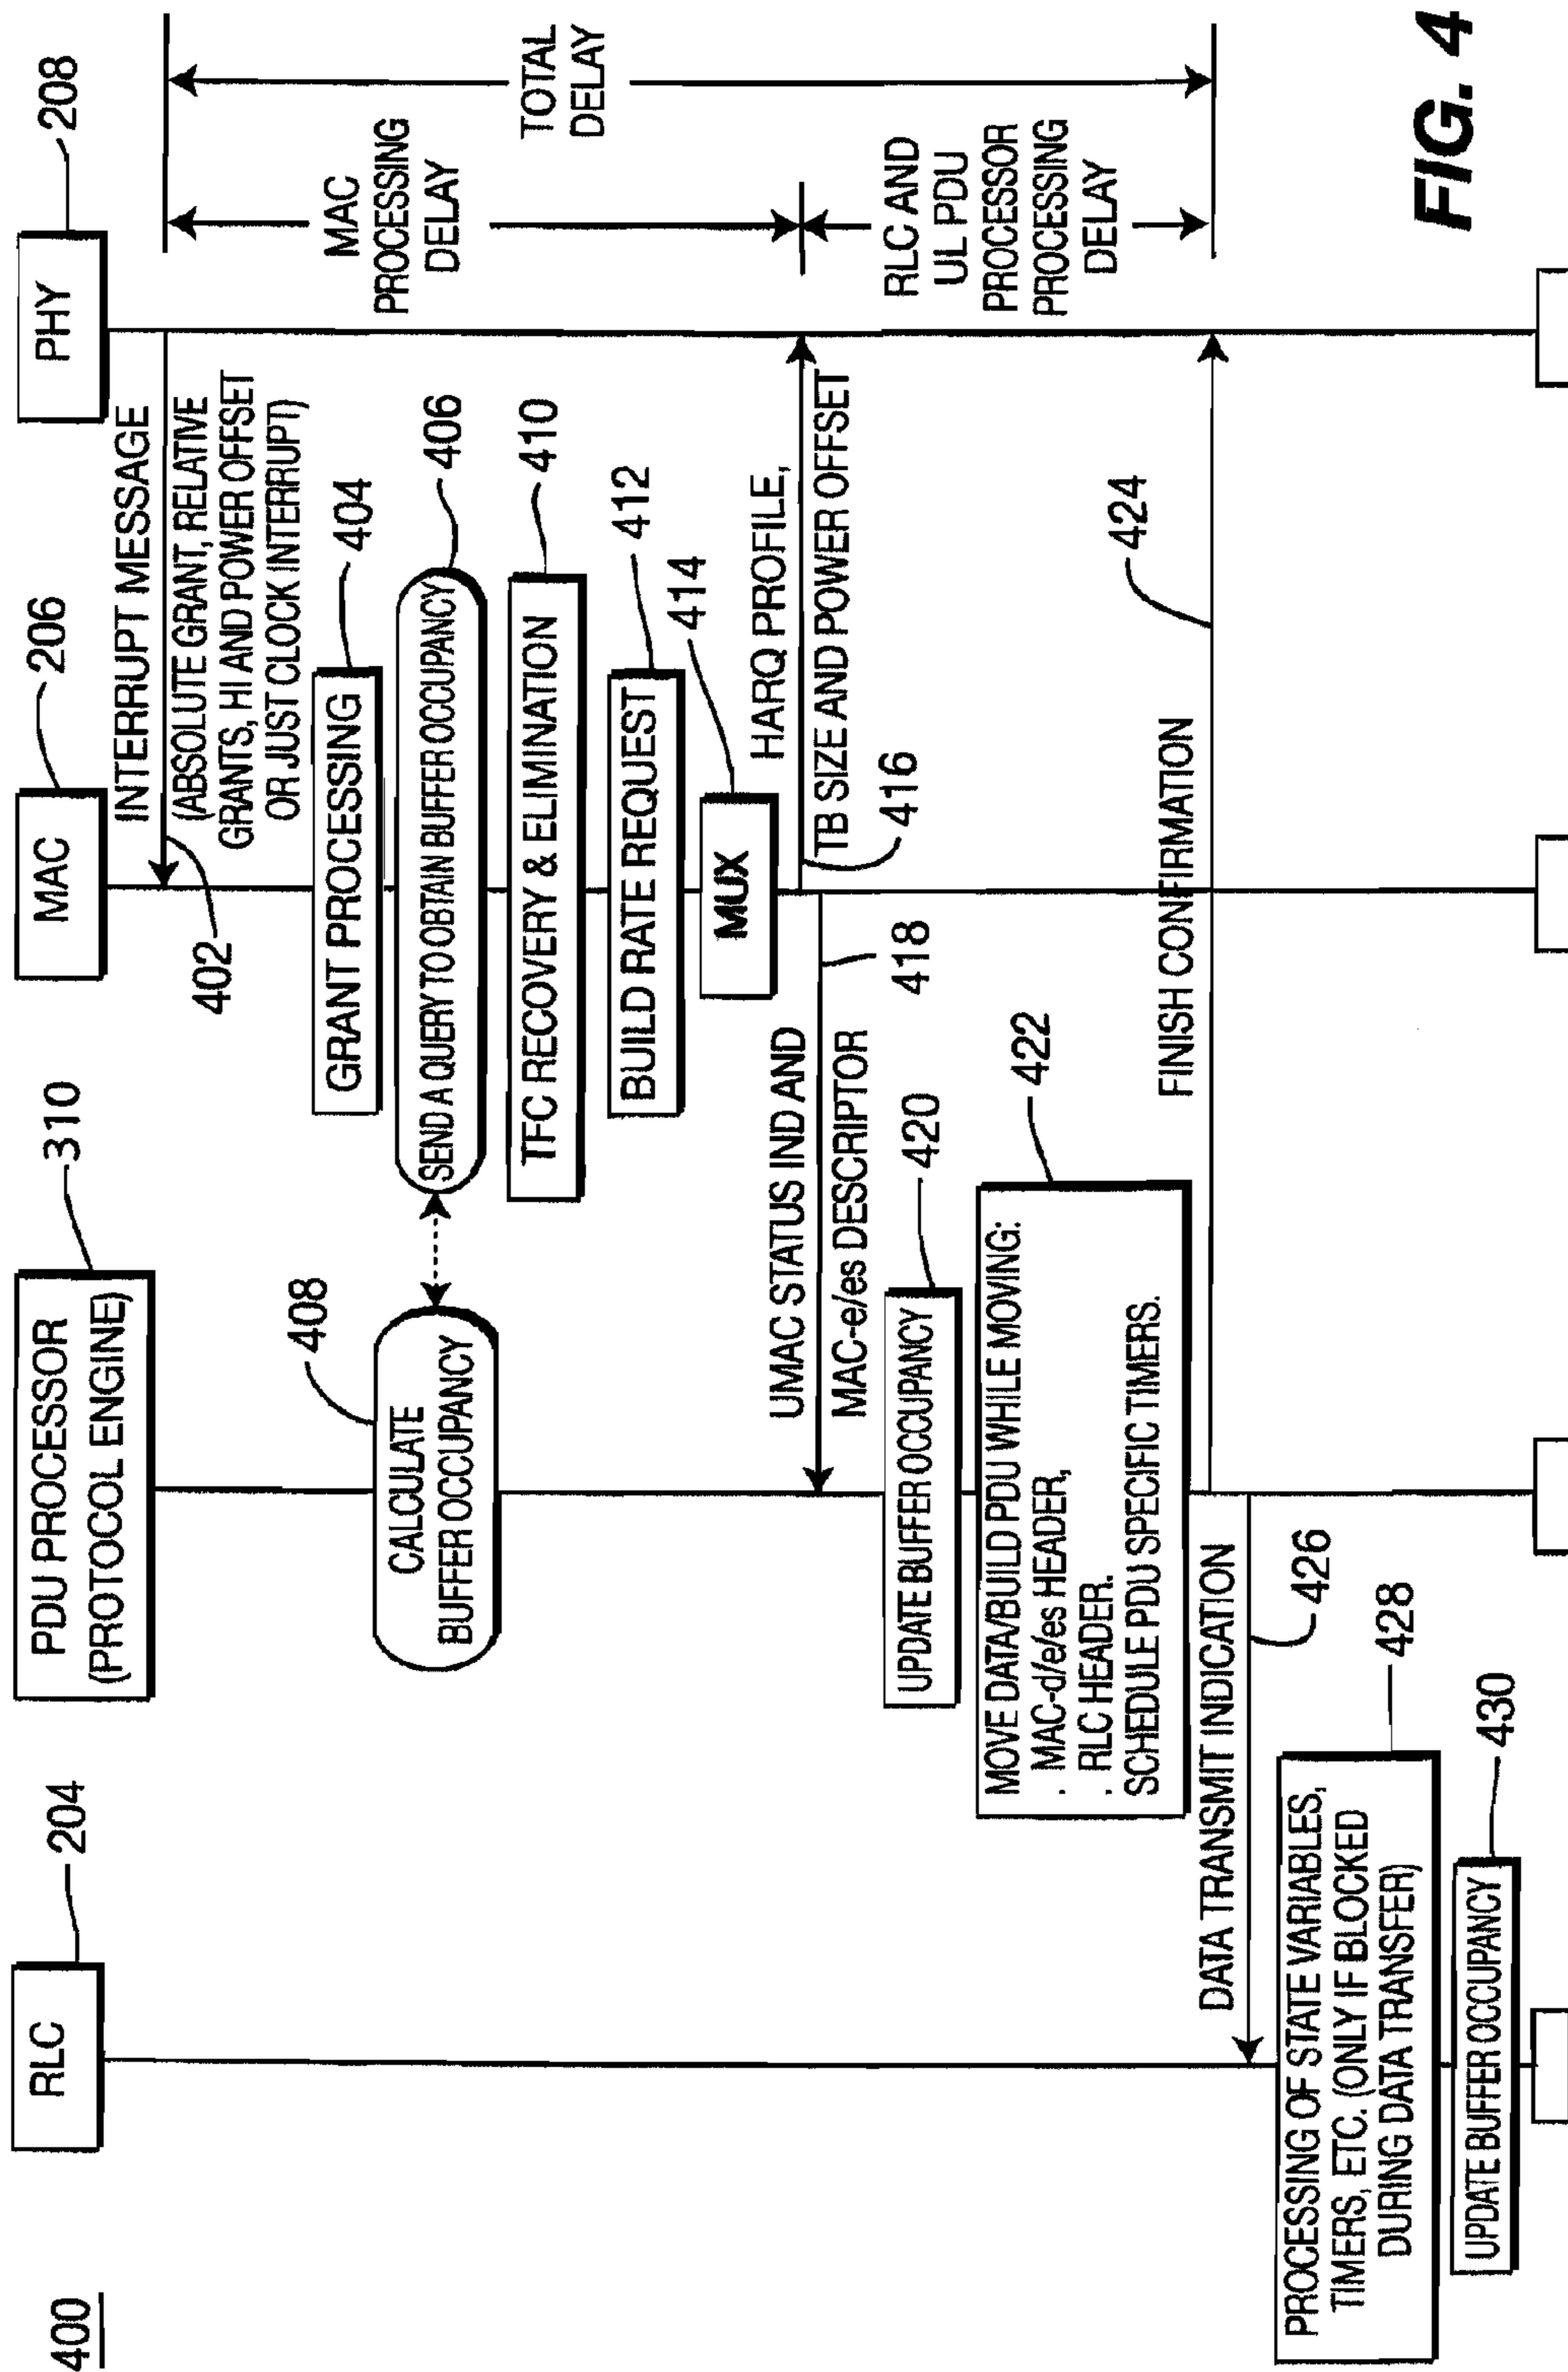 400
RLC
204
PDU PROCESSOR
(PROTOCOL ENGINE)
310
MAC
206
PHY
208
INTERRUPT MESSAGE
(ABSOLUTE GRANT, RELATIVE
GRANTS, HI AND POWER OFFSET
OR JUST CLOCK INTERRUPT)
402
GRANT PROCESSING
404
SEND A QUERY TO OBTAIN BUFFER OCCUPANCY
406
CALCULATE
BUFFER OCCUPANCY
408
TFC RECOVERY & ELIMINATION
410
BUILD RATE REQUEST
412
MUX
414
HARQ PROFILE,
TB SIZE AND POWER OFFSET
416
UMAC STATUS IND AND
MAC-e/es DESCRIPTOR
418
UPDATE BUFFER OCCUPANCY
420
MOVE DATA/BUILD PDU WHILE MOVING:
. MAC-d/e/es HEADER,
. RLC HEADER.
SCHEDULE PDU SPECIFIC TIMERS.
422
FINISH CONFIRMATION
424
DATA TRANSMIT INDICATION
426
PROCESSING OF STATE VARIABLES,
TIMERS, ETC. (ONLY IF BLOCKED
DURING DATA TRANSFER)
428
UPDATE BUFFER OCCUPANCY
430
MAC
PROCESSING
DELAY
TOTAL
DELAY
RLC AND
UL PDU
PROCESSOR
PROCESSING
DELAY
FIG. 4